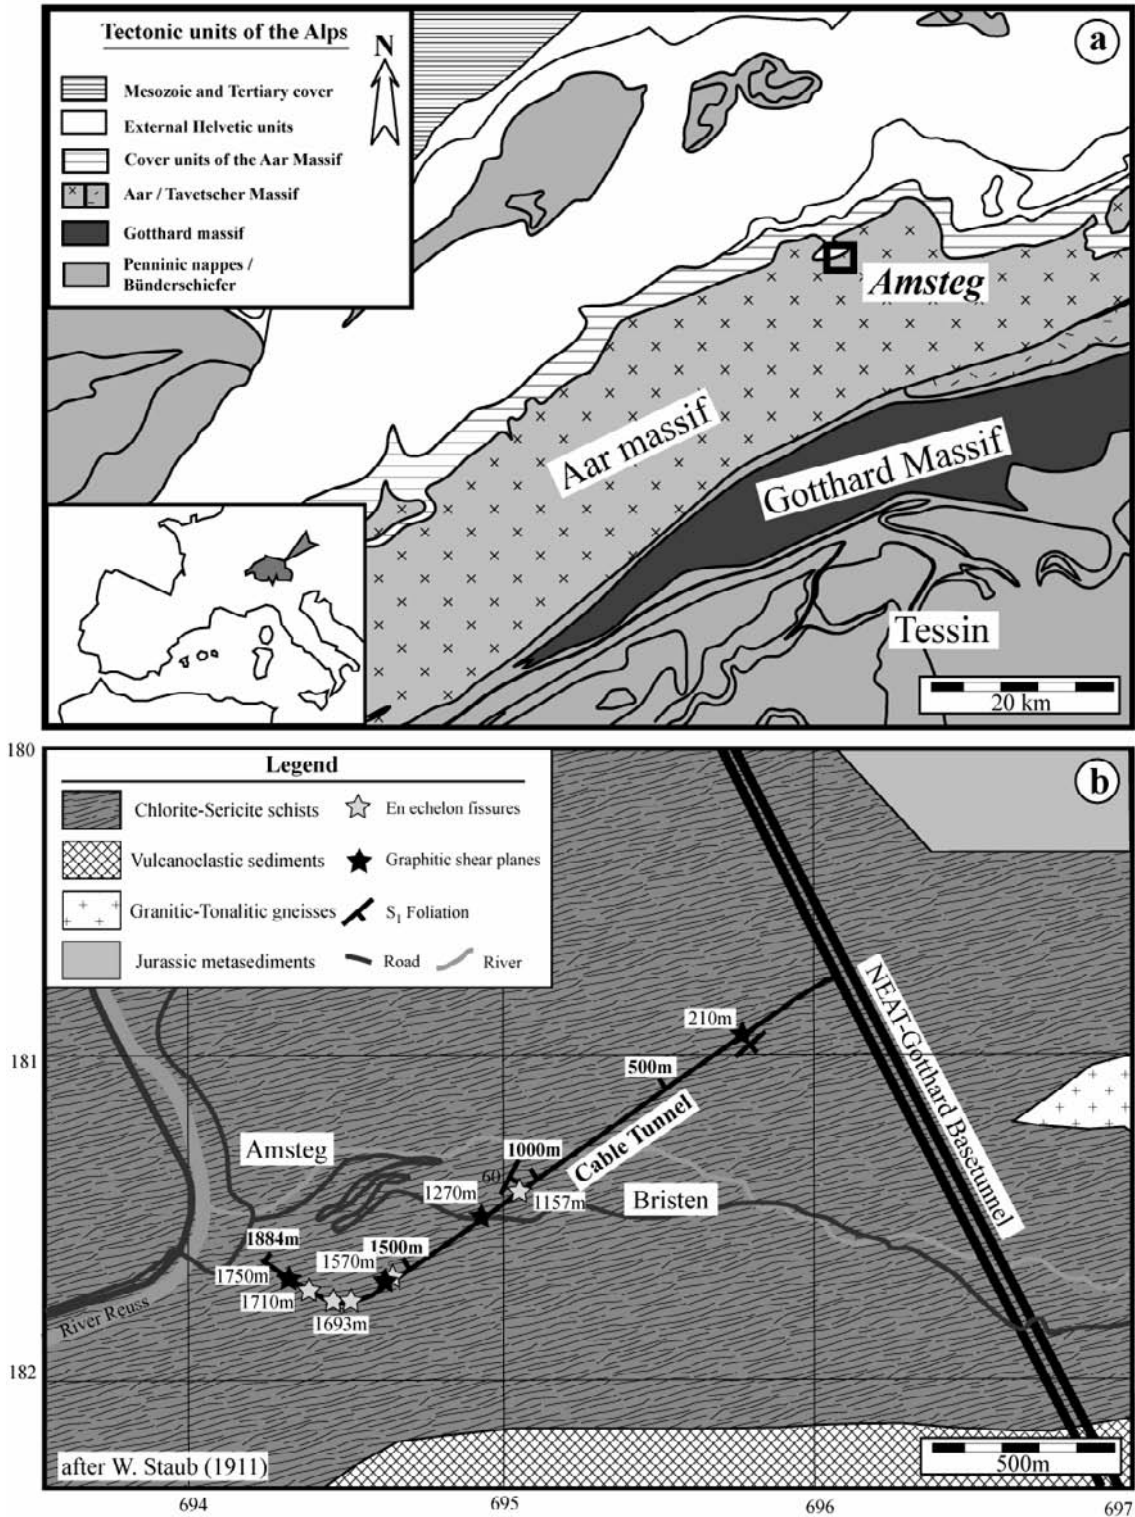 Tectonic units of the Alps
N
Mesozoic and Tertiary cover
External Helvetic units
Cover units of the Aar Massif
Aar / Tavetscher Massif
Gotthard massif
Penninic nappes /
Bünderschiefer
a
Amsteg
Aar massif
Gotthard Massif
Tessin
20 km
180
Legend
b
Chlorite-Sericite schists
En echelon fissures
Vulcanoclastic sediments
Graphitic shear planes
Granitic-Tonalitic gneisses
S1 Foliation
Jurassic metasediments
Road
River
NEAT-Gotthard Basetunnel
210m
181
500m
Cable Tunnel
Amsteg
1000m
60
1270m
1157m
Bristen
1884m
1570m
1500m
1750m
1710m
River Reuss
1693m
182
after W. Staub (1911)
500m
694
695
696
697